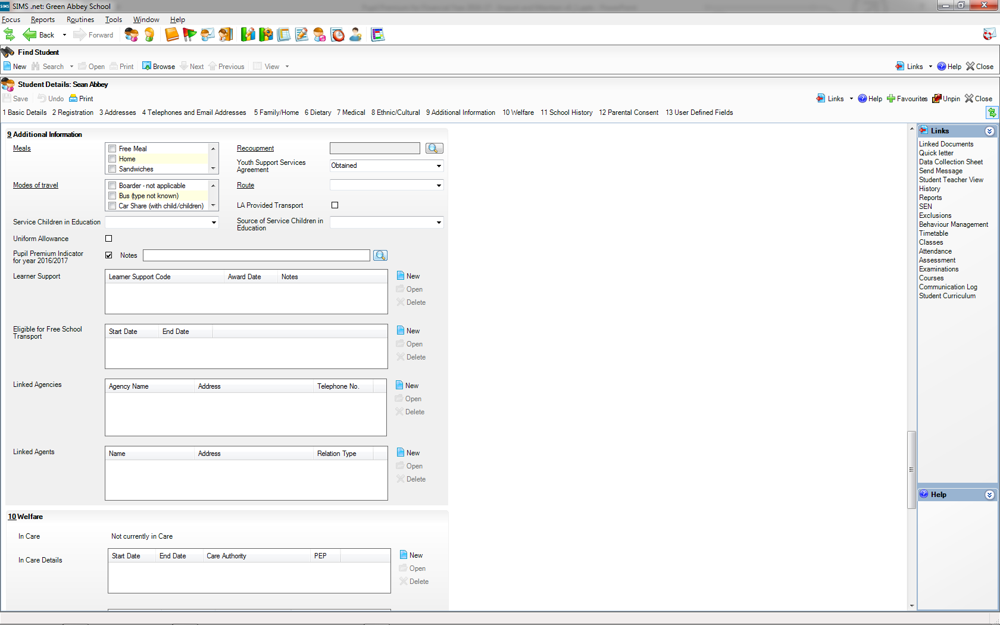 SIMS .net: Green Abbey School
Focus Reports Routines Tools Window Help
Back Forward
Find Student
New Search Open Print Browse Next Previous View Links Help Close
Student Details: Sean Abbey
Save Undo Print Links Help Favourites Unpin Close
1 Basic Details 2 Registration 3 Addresses 4 Telephones and Email Addresses 5 Family/Home 6 Dietary 7 Medical 8 Ethnic/Cultural 9 Additional Information 10 Welfare 11 School History 12 Parental Consent 13 User Defined Fields
9 Additional Information
Meals
Free Meal
Home
Sandwiches
Recoupment
Youth Support Services
Agreement
Obtained
Modes of travel
Boarder - not applicable
Bus (type not known)
Car Share (with child/children)
Route
LA Provided Transport
Service Children in Education
Source of Service Children in
Education
Uniform Allowance
Pupil Premium Indicator
for year 2016/2017
Notes
Learner Support
Learner Support Code Award Date Notes
New
Open
Delete
Eligible for Free School
Transport
Start Date End Date
New
Open
Delete
Linked Agencies
Agency Name Address Telephone No.
New
Open
Delete
Linked Agents
Name Address Relation Type
New
Open
Delete
10 Welfare
In Care Not currently in Care
In Care Details
Start Date End Date Care Authority PEP
New
Open
Delete
Links
Linked Documents
Quick letter
Data Collection Sheet
Send Message
Student Teacher View
History
Reports
SEN
Exclusions
Behaviour Management
Timetable
Classes
Attendance
Assessment
Examinations
Courses
Communication Log
Student Curriculum
Help